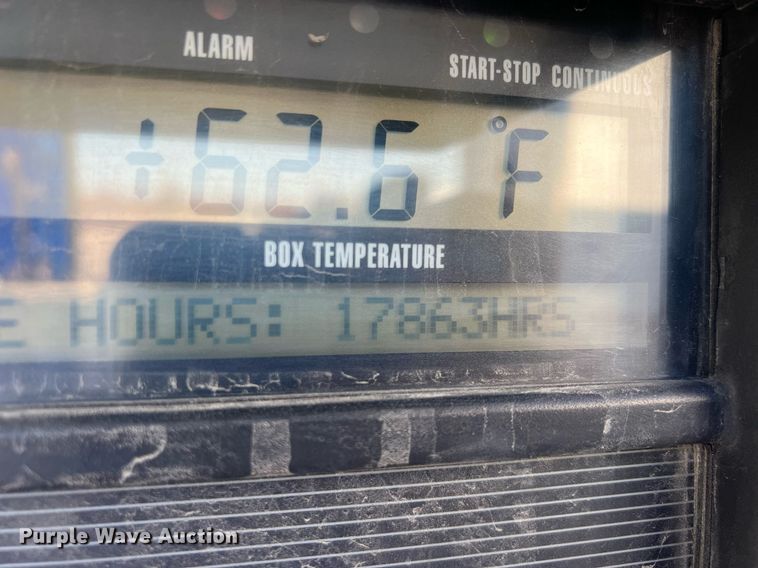 ALARM
START-STOP CONTINUOUS
+62.6 °F
BOX TEMPERATURE
E HOURS: 17863HRS
Purple Wave Auction